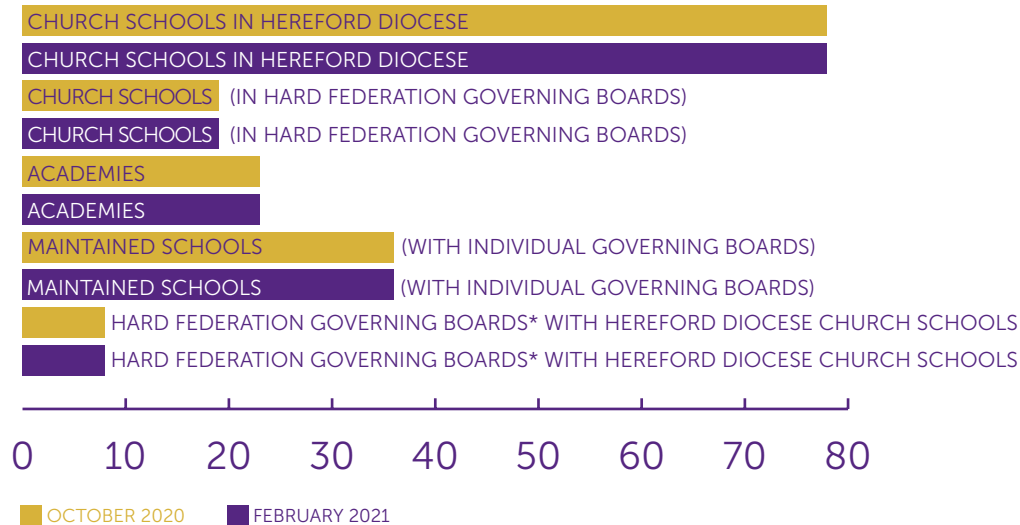 CHURCH SCHOOLS IN HEREFORD DIOCESE
CHURCH SCHOOLS IN HEREFORD DIOCESE
CHURCH SCHOOLS (IN HARD FEDERATION GOVERNING BOARDS)
CHURCH SCHOOLS (IN HARD FEDERATION GOVERNING BOARDS)
ACADEMIES
ACADEMIES
MAINTAINED SCHOOLS (WITH INDIVIDUAL GOVERNING BOARDS)
MAINTAINED SCHOOLS (WITH INDIVIDUAL GOVERNING BOARDS)
HARD FEDERATION GOVERNING BOARDS* WITH HEREFORD DIOCESE CHURCH SCHOOLS
HARD FEDERATION GOVERNING BOARDS* WITH HEREFORD DIOCESE CHURCH SCHOOLS
0 10 20 30 40 50 60 70 80
OCTOBER 2020 FEBRUARY 2021